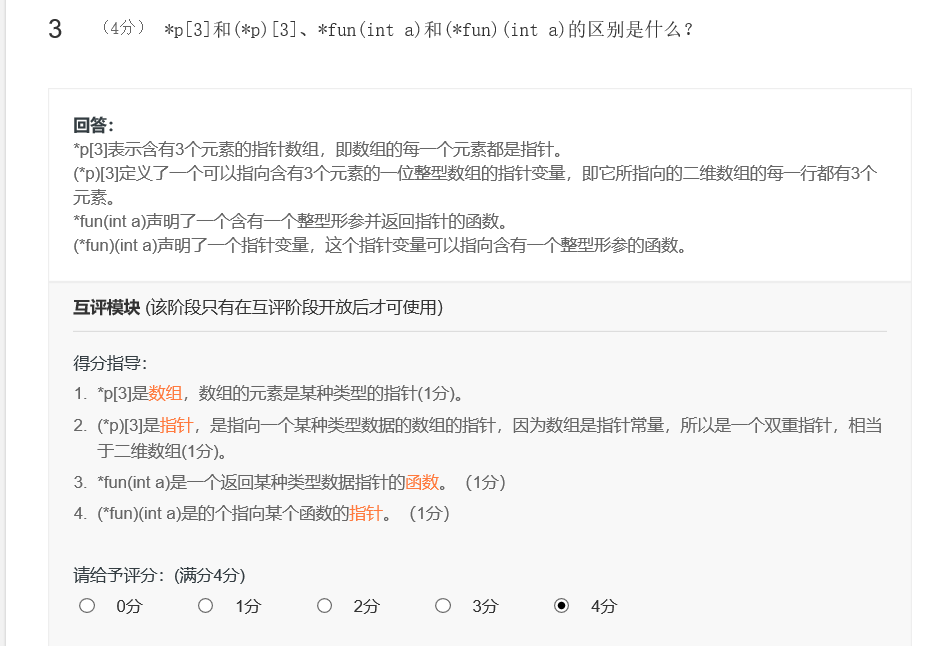 3 （4分） *p[3]和(*p)[3]、*fun(int a)和(*fun)(int a)的区别是什么？
回答：
*p[3]表示含有3个元素的指针数组，即数组的每一个元素都是指针。
(*p)[3]定义了一个可以指向含有3个元素的一位整型数组的指针变量，即它所指向的二维数组的每一行都有3个
元素。
*fun(int a)声明了一个含有一个整型形参并返回指针的函数。
(*fun)(int a)声明了一个指针变量，这个指针变量可以指向含有一个整型形参的函数。
互评模块 (该阶段只有在互评阶段开放后才可使用)
得分指导：
1. *p[3]是数组，数组的元素是某种类型的指针(1分)。
2. (*p)[3]是指针，是指向一个某种类型数据的数组的指针，因为数组是指针常量，所以是一个双重指针，相当
于二维数组(1分)。
3. *fun(int a)是一个返回某种类型数据指针的函数。（1分）
4. (*fun)(int a)是的个指向某个函数的指针。（1分）
请给予评分：(满分4分)
0分 1分 2分 3分 4分